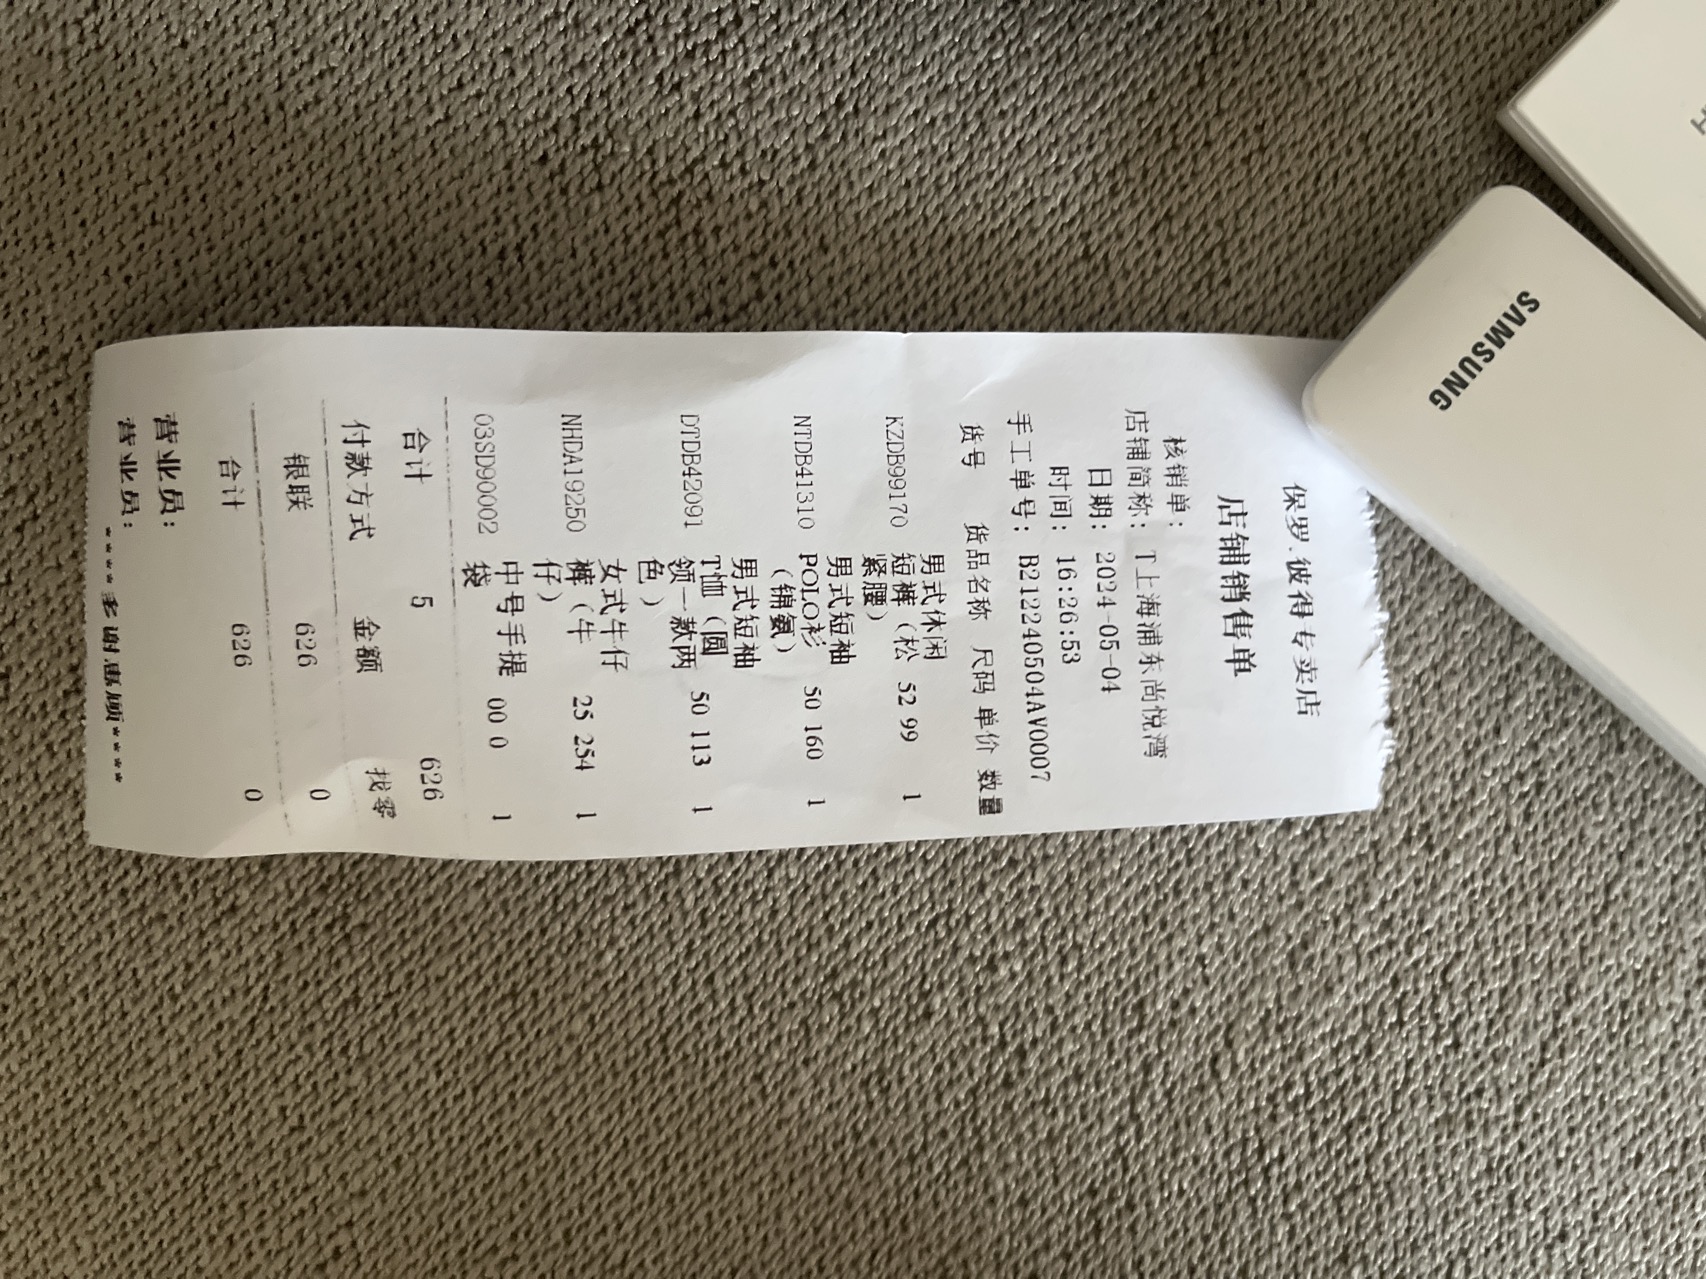 保罗.彼得专卖店
店铺销售单
核销单：
店铺简称： T上海浦东尚悦湾
日期： 2024-05-04
时间： 16:26:53
手工单号： B212240504AV0007
货号 货品名称 尺码 单价 数量
男式休闲
KZDB99170 短裤（松 52 99 1
紧腰）
男式短袖
NTDB41310 POLO衫 50 160 1
（锦氨）
男式短袖
T恤（圆
DTDB42091 领一款两 50 113 1
色）
女式牛仔
NHDA19250 裤（牛 25 254 1
仔）
03SD90002 中号手提 00 0 1
袋
合计 5 626
付款方式 金额 找零
银联 626 0
合计 626 0
营业员：
营业员：
****多谢惠顾****
SAMSUNG